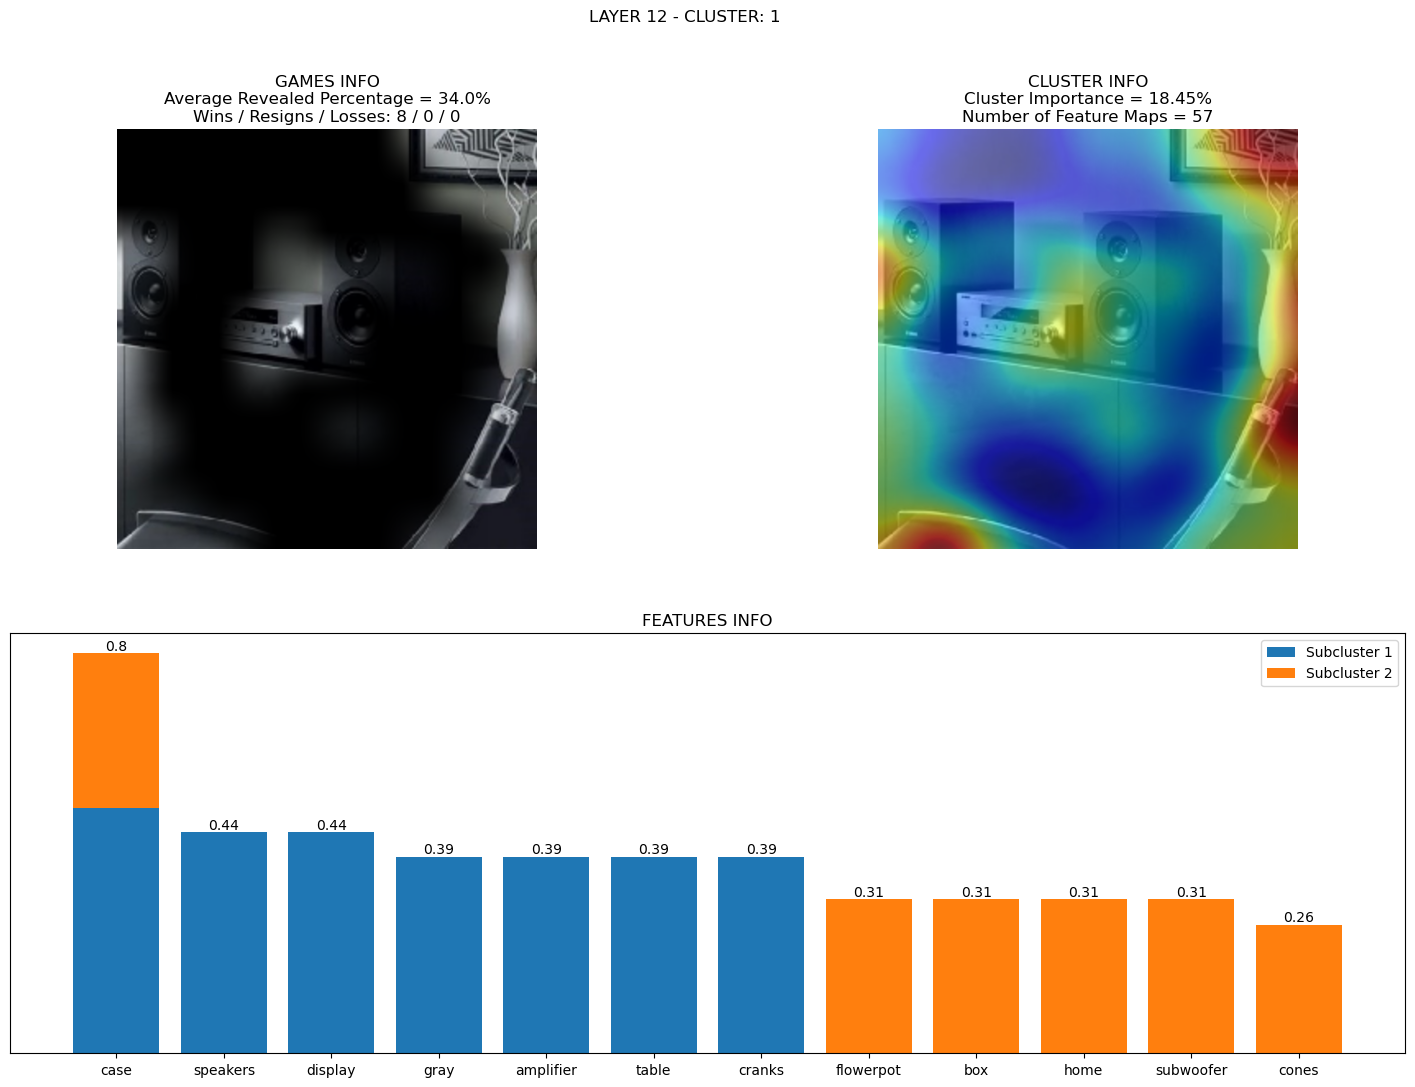 LAYER 12 - CLUSTER: 1
GAMES INFO
Average Revealed Percentage = 34.0%
Wins / Resigns / Losses: 8 / 0 / 0
CLUSTER INFO
Cluster Importance = 18.45%
Number of Feature Maps = 57
FEATURES INFO
Subcluster 1
Subcluster 2
0.8
0.44
0.44
0.39
0.39
0.39
0.39
0.31
0.31
0.31
0.31
0.26
case speakers display gray amplifier table cranks flowerpot box home subwoofer cones